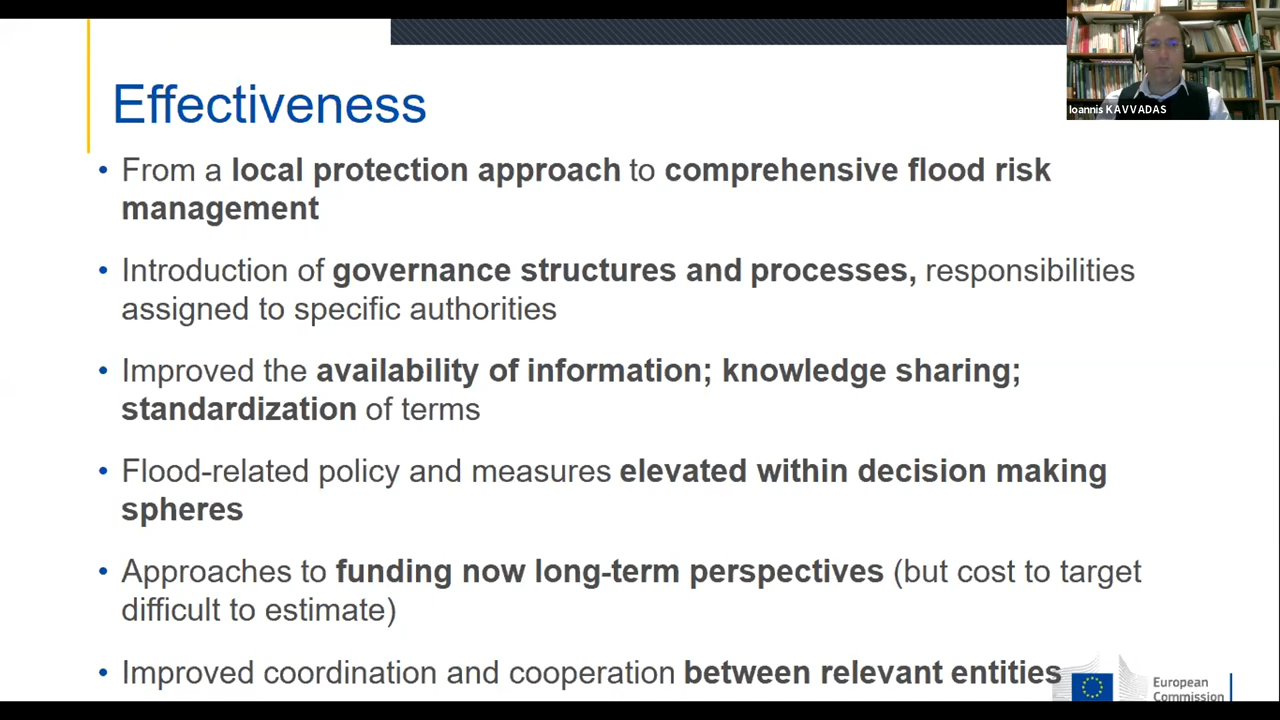 Ioannis KAVVADAS
Effectiveness
• From a local protection approach to comprehensive flood risk
management
• Introduction of governance structures and processes, responsibilities
assigned to specific authorities
• Improved the availability of information; knowledge sharing;
standardization of terms
• Flood-related policy and measures elevated within decision making
spheres
• Approaches to funding now long-term perspectives (but cost to target
difficult to estimate)
• Improved coordination and cooperation between relevant entities
European
Commission